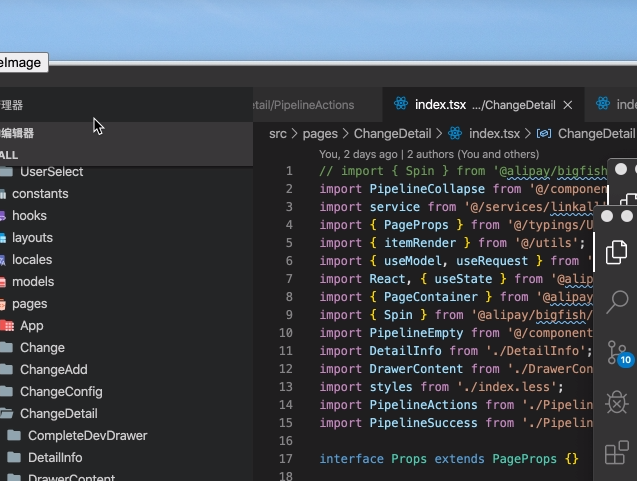 eImage
理器
etail/PipelineActions
index.tsx .../ChangeDetail
inde
编辑器
src > pages > ChangeDetail > index.tsx > ChangeDetail
ALL
You, 2 days ago | 2 authors (You and others)
UserSelect
constants
hooks
layouts
locales
models
pages
App
Change
ChangeAdd
ChangeConfig
ChangeDetail
CompleteDevDrawer
DetailInfo
DrawerContent
1 // import { Spin } from '@alipay/bigfish
2 import PipelineCollapse from '@/componen
3 import service from '@/services/linkall
4 import { PageProps } from '@/typings/U
5 import { itemRender } from '@/utils';
6 import { useModel, useRequest } from '
7 import React, { useState } from '@alip
8 import { PageContainer } from '@alipay
9 import { Spin } from '@alipay/bigfish/
10 import PipelineEmpty from '@/component
11 import DetailInfo from './DetailInfo';
12 import DrawerContent from './DrawerCon
13 import styles from './index.less';
14 import PipelineActions from './Pipelin
15 import PipelineSuccess from './Pipelin
16
17 interface Props extends PageProps {}
18
10